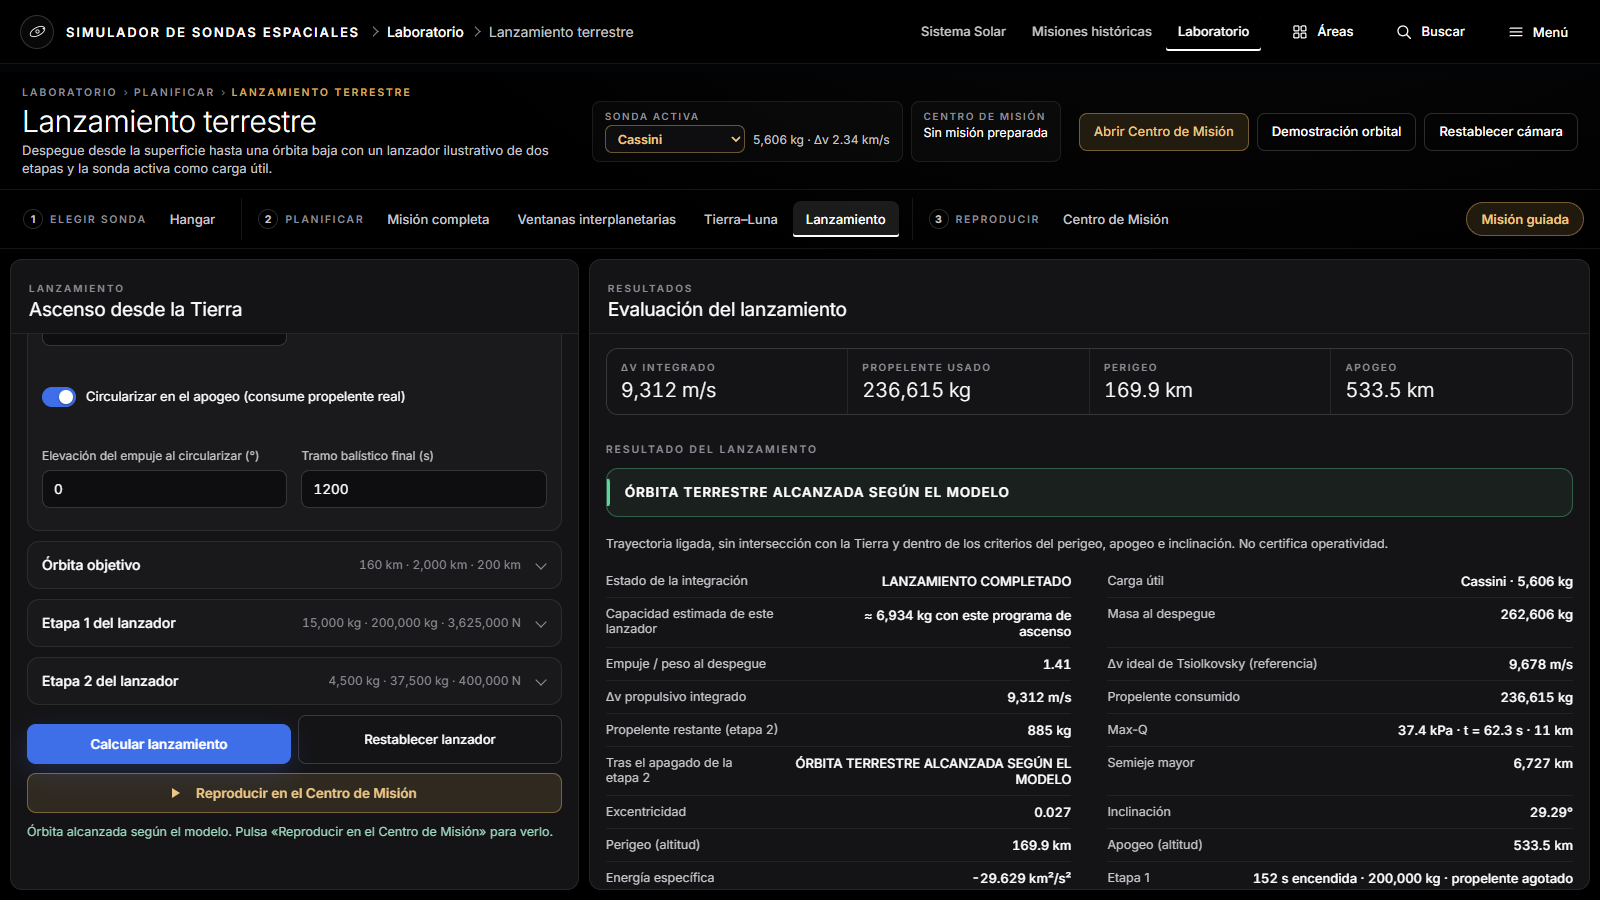 SIMULADOR DE SONDAS ESPACIALES > Laboratorio > Lanzamiento terrestre
Sistema Solar Misiones históricas Laboratorio Áreas Buscar Menú
LABORATORIO › PLANIFICAR › LANZAMIENTO TERRESTRE
Lanzamiento terrestre
Despegue desde la superficie hasta una órbita baja con un lanzador ilustrativo de dos
etapas y la sonda activa como carga útil.
SONDA ACTIVA
Cassini 5,606 kg · Δv 2.34 km/s
CENTRO DE MISIÓN
Sin misión preparada
Abrir Centro de Misión Demostración orbital Restablecer cámara
1 ELEGIR SONDA Hangar 2 PLANIFICAR Misión completa Ventanas interplanetarias Tierra–Luna Lanzamiento 3 REPRODUCIR Centro de Misión Misión guiada
LANZAMIENTO
Ascenso desde la Tierra
Circularizar en el apogeo (consume propelente real)
Elevación del empuje al circularizar (°) Tramo balístico final (s)
0 1200
Órbita objetivo 160 km · 2,000 km · 200 km
Etapa 1 del lanzador 15,000 kg · 200,000 kg · 3,625,000 N
Etapa 2 del lanzador 4,500 kg · 37,500 kg · 400,000 N
Calcular lanzamiento Restablecer lanzador
Reproducir en el Centro de Misión
Órbita alcanzada según el modelo. Pulsa «Reproducir en el Centro de Misión» para verlo.
RESULTADOS
Evaluación del lanzamiento
ΔV INTEGRADO PROPELENTE USADO PERIGEO APOGEO
9,312 m/s 236,615 kg 169.9 km 533.5 km
RESULTADO DEL LANZAMIENTO
ÓRBITA TERRESTRE ALCANZADA SEGÚN EL MODELO
Trayectoria ligada, sin intersección con la Tierra y dentro de los criterios del perigeo, apogeo e inclinación. No certifica operatividad.
Estado de la integración LANZAMIENTO COMPLETADO Carga útil Cassini · 5,606 kg
Capacidad estimada de este lanzador ≈ 6,934 kg con este programa de ascenso Masa al despegue 262,606 kg
Empuje / peso al despegue 1.41 Δv ideal de Tsiolkovsky (referencia) 9,678 m/s
Δv propulsivo integrado 9,312 m/s Propelente consumido 236,615 kg
Propelente restante (etapa 2) 885 kg Max-Q 37.4 kPa · t = 62.3 s · 11 km
Tras el apagado de la etapa 2 ÓRBITA TERRESTRE ALCANZADA SEGÚN EL MODELO Semieje mayor 6,727 km
Excentricidad 0.027 Inclinación 29.29°
Perigeo (altitud) 169.9 km Apogeo (altitud) 533.5 km
Energía específica -29.629 km²/s² Etapa 1 152 s encendida · 200,000 kg · propelente agotado